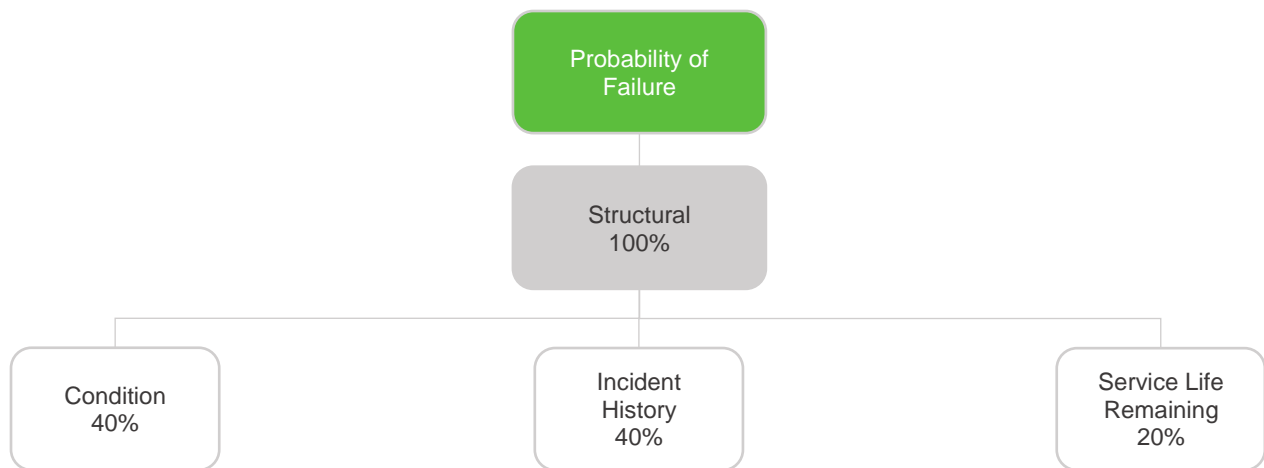 Probability of
Failure
Structural
100%
Condition
40%
Incident
History
40%
Service Life
Remaining
20%